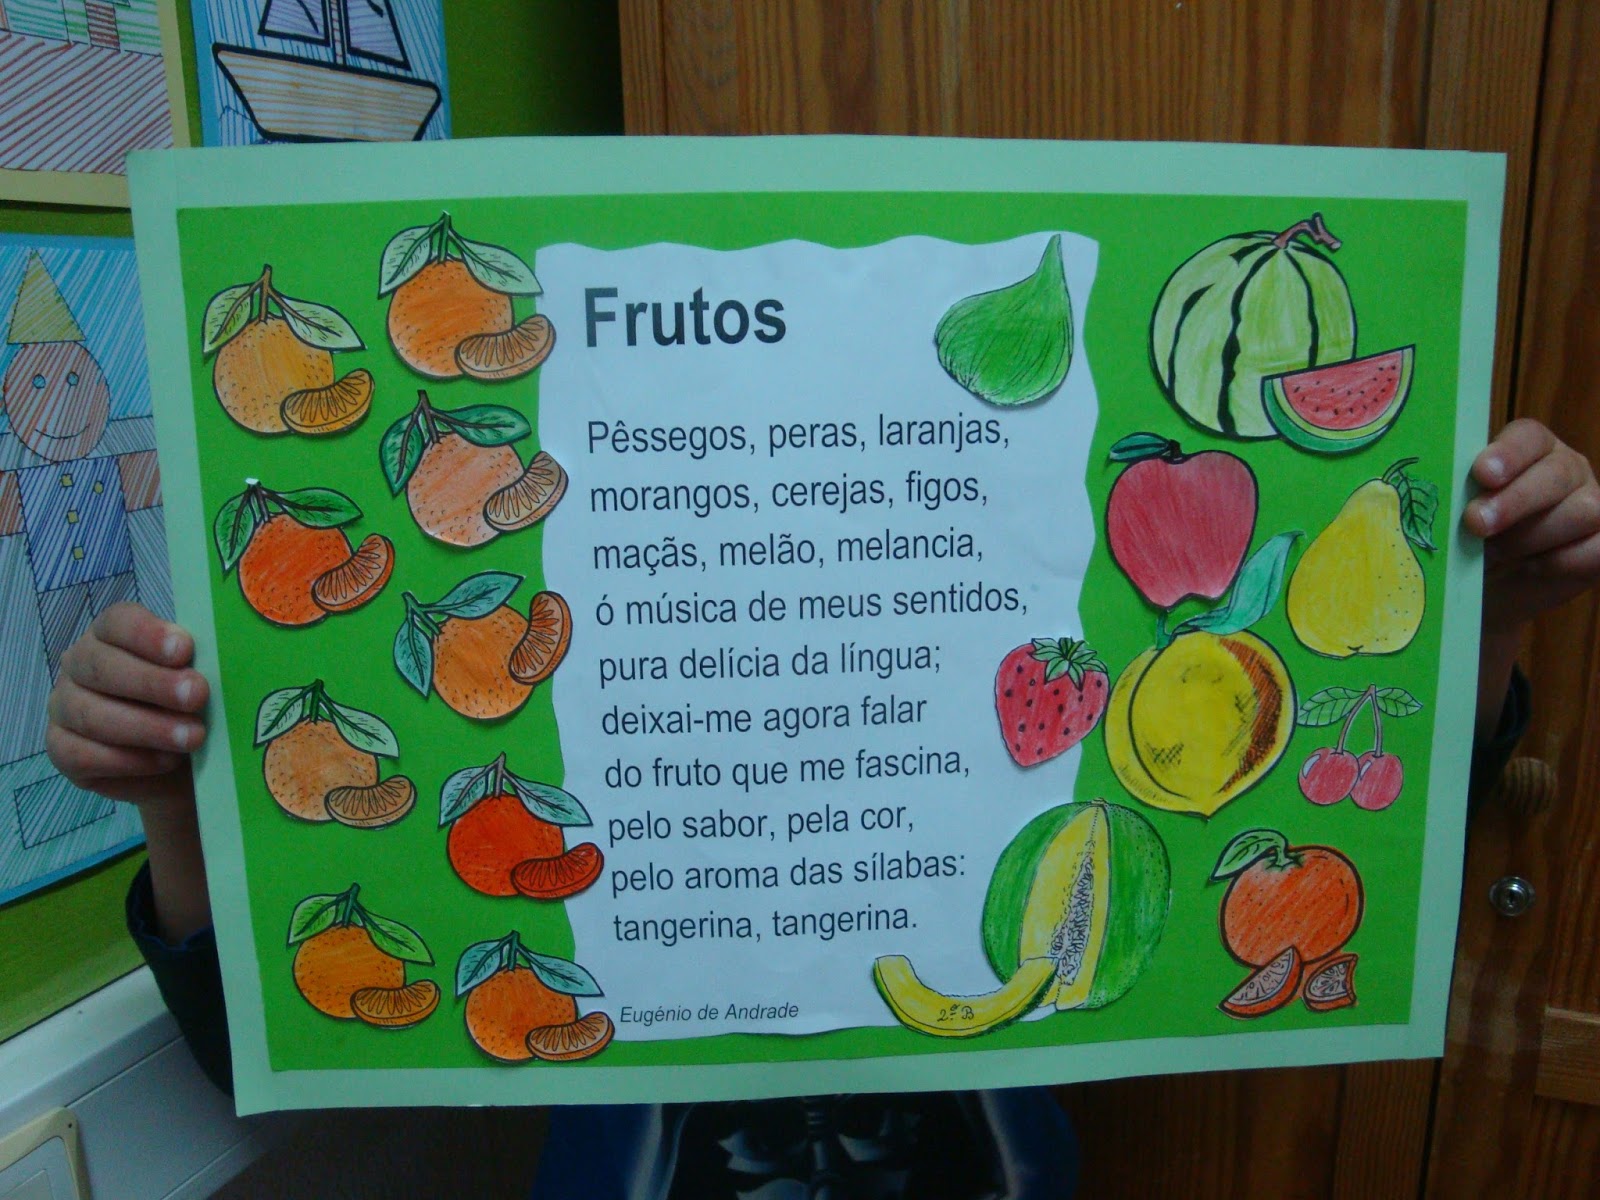 Frutos
Pêssegos, peras, laranjas,
morangos, cerejas, figos,
maçãs, melão, melancia,
ó música de meus sentidos,
pura delícia da língua;
deixai-me agora falar
do fruto que me fascina,
pelo sabor, pela cor,
pelo aroma das sílabas:
tangerina, tangerina.
Eugénio de Andrade
2.º B